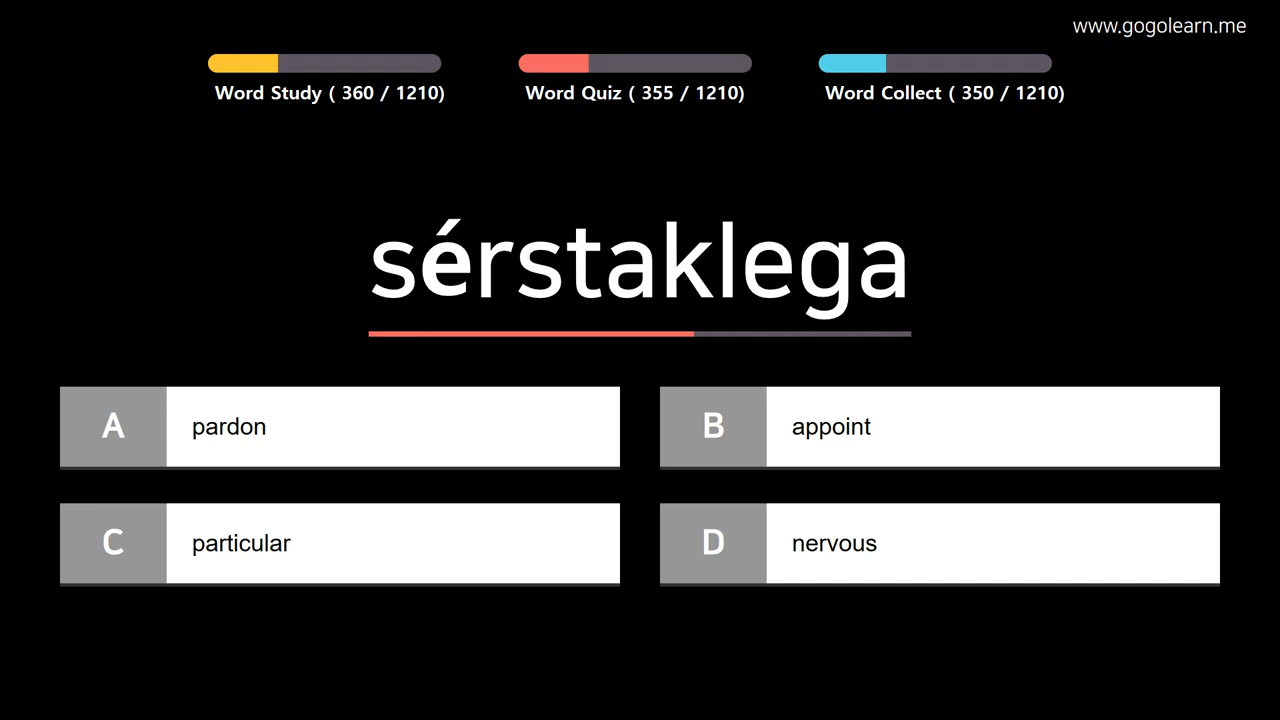 www.gogolearn.me
Word Study ( 360 / 1210)
Word Quiz ( 355 / 1210)
Word Collect ( 350 / 1210)
sérstaklega
A
pardon
B
appoint
C
particular
D
nervous